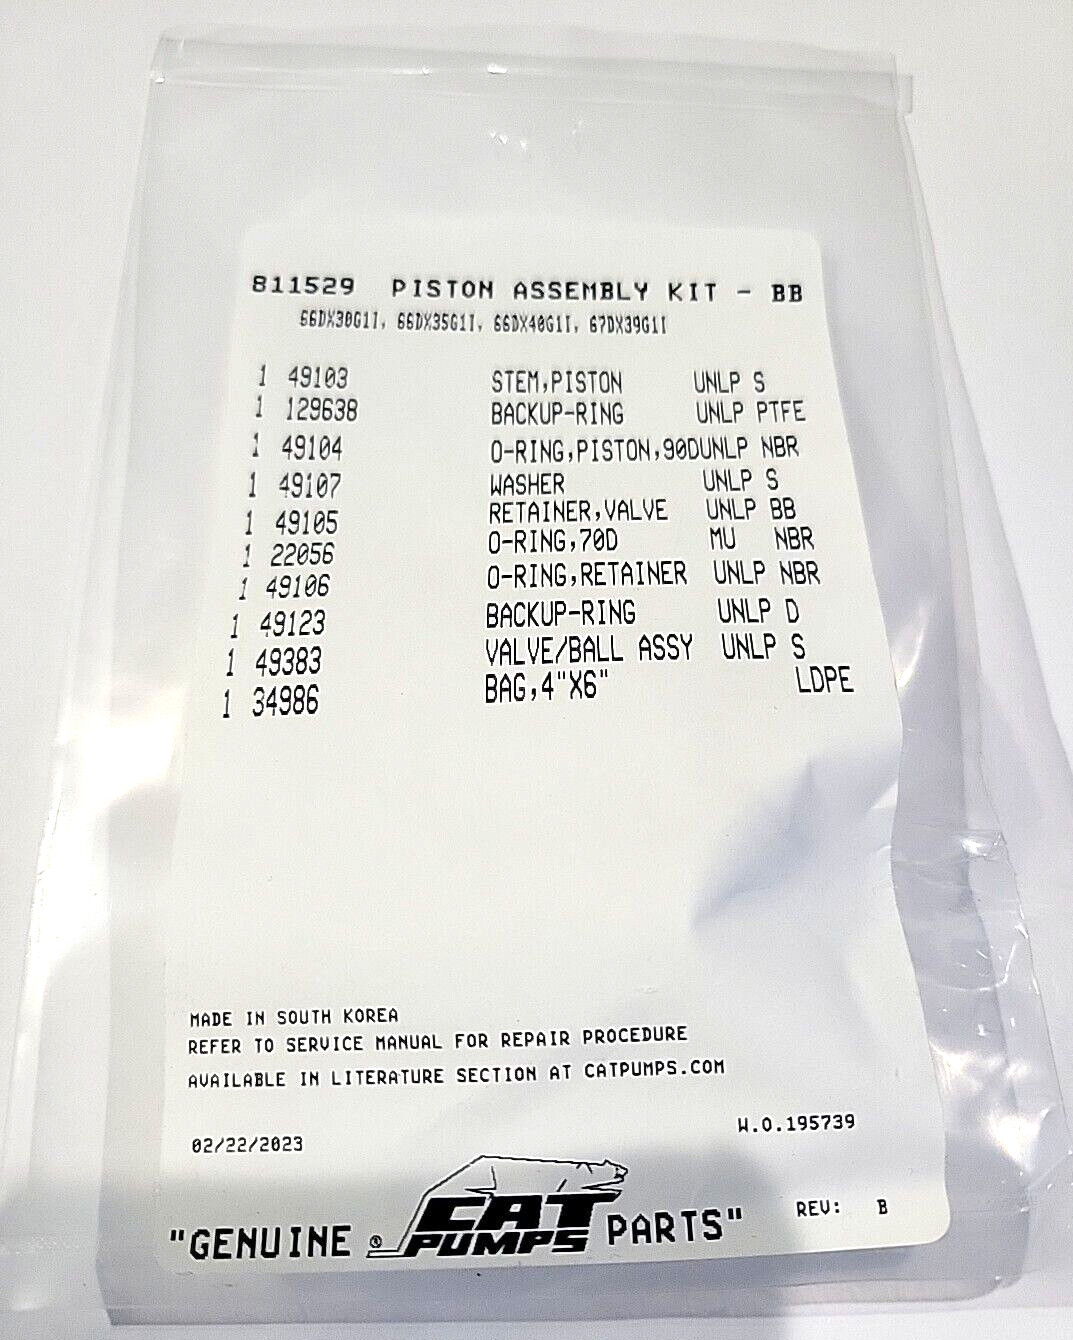 811529 PISTON ASSEMBLY KIT - BB
66DX30G1I, 66DX35G1I, 66DX40G1I, 67DX39G1I
1 49103 STEM,PISTON UNLP S
1 129638 BACKUP-RING UNLP PTFE
1 49104 O-RING,PISTON,90DUNLP NBR
1 49107 WASHER UNLP S
1 49105 RETAINER,VALVE UNLP BB
1 22056 O-RING,70D MU NBR
1 49106 O-RING,RETAINER UNLP NBR
1 49123 BACKUP-RING UNLP D
1 49383 VALVE/BALL ASSY UNLP S
1 34986 BAG,4"X6" LDPE
MADE IN SOUTH KOREA
REFER TO SERVICE MANUAL FOR REPAIR PROCEDURE
AVAILABLE IN LITERATURE SECTION AT CATPUMPS.COM
W.O.195739
02/22/2023
REV: B
"GENUINE ® CAT PUMPS PARTS"